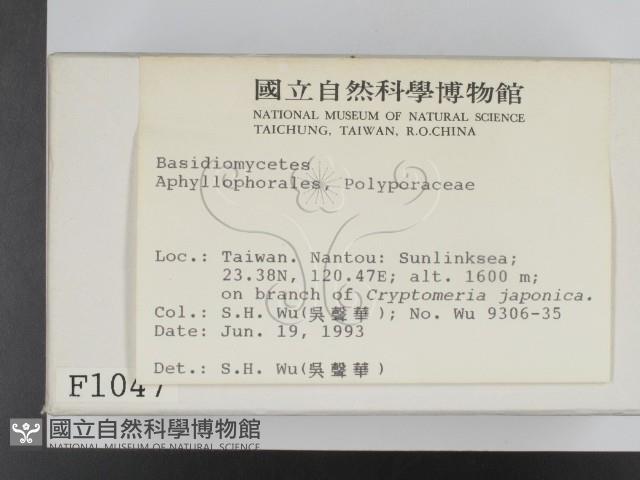 國立自然科學博物館
NATIONAL MUSEUM OF NATURAL SCIENCE
TAICHUNG, TAIWAN, R.O.CHINA
Basidiomycetes
Aphyllophorales, Polyporaceae
Loc.: Taiwan. Nantou: Sunlinksea;
23.38N, 120.47E; alt. 1600 m;
on branch of Cryptomeria japonica.
Col.: S.H. Wu(吳聲華); No. Wu 9306-35
Date: Jun. 19, 1993
Det.: S.H. Wu(吳聲華)
F1047
國立自然科學博物館
NATIONAL MUSEUM OF NATURAL SCIENCE